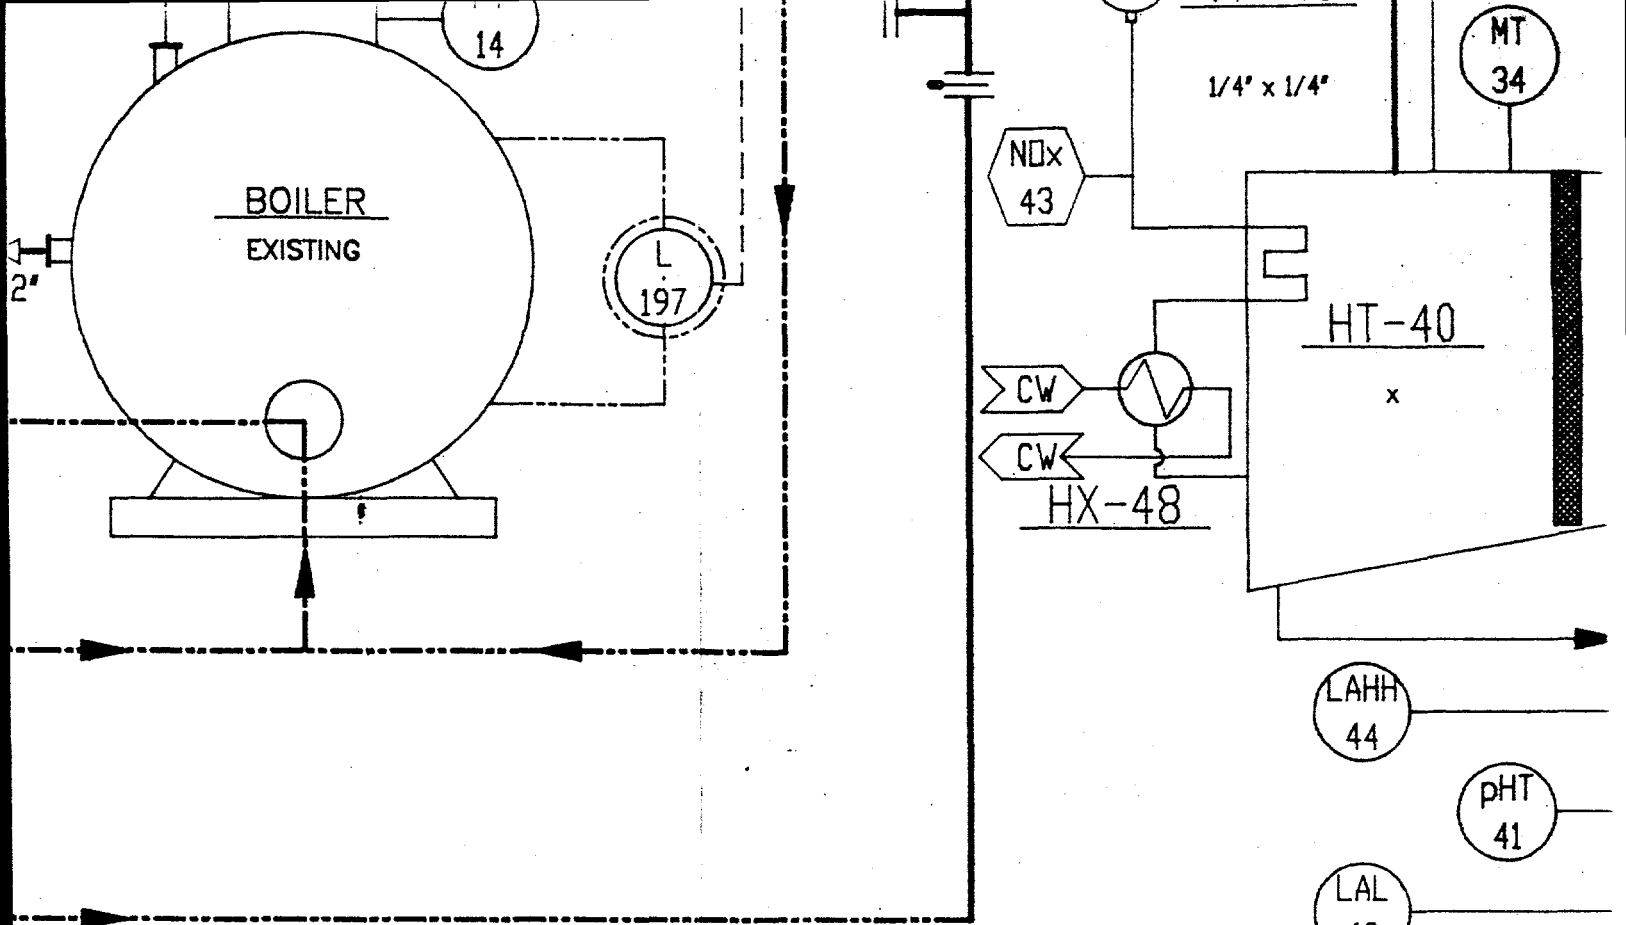 14
MT
34
1/4" x 1/4"
NOx
43
BOILER
EXISTING
2"
L
197
HT-40
x
CW
CW
HX-48
LAHH
44
pHT
41
LAL